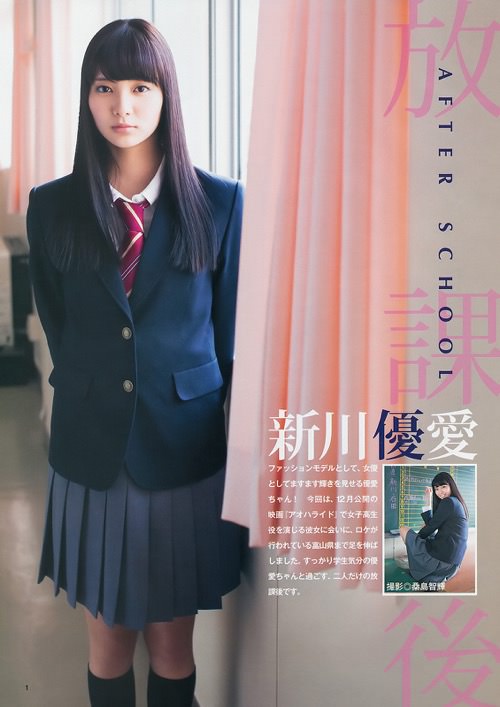 放課後
AFTER SCHOOL
新川優愛
ファッションモデルとして、女優
としてますます輝きを見せる優愛
ちゃん! 今回は、12月公開の
映画『アオハライド』で女子高生
役を演じる彼女に会いに、ロケが
行われている富山県まで足を伸ば
しました。すっかり学生気分の優
愛ちゃんと過ごす、二人だけの放
課後です。
撮影◎桑島智輝
1